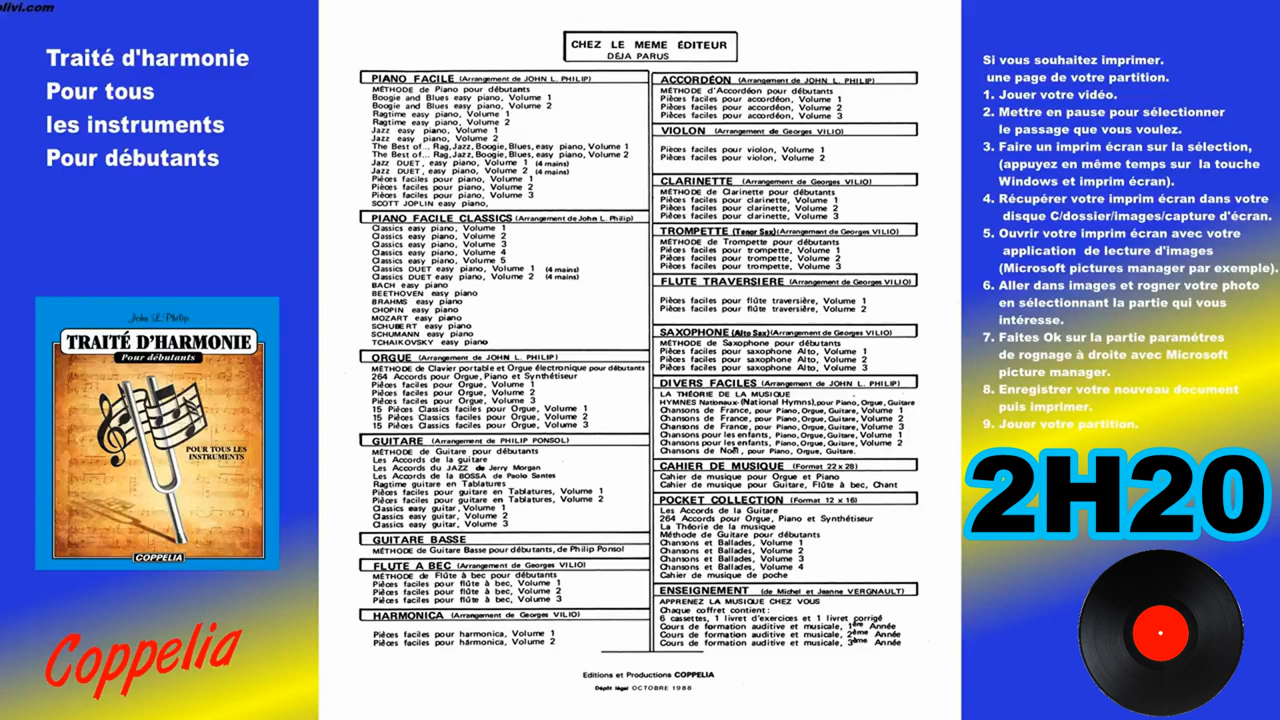 olivi.com
Traité d'harmonie
Pour tous
les instruments
Pour débutants
John L. Philip
TRAITÉ D'HARMONIE
Pour débutants
POUR TOUS LES
INSTRUMENTS
COPPELIA
Coppelia
CHEZ LE MEME ÉDITEUR
DÉJA PARUS
PIANO FACILE (Arrangement de JOHN L. PHILIP)
MÉTHODE de Piano pour débutants
Boogie and Blues easy piano, Volume 1
Boogie and Blues easy piano, Volume 2
Ragtime easy piano, Volume 1
Ragtime easy piano, Volume 2
Jazz easy piano, Volume 1
Jazz easy piano, Volume 2
The Best of... Rag, Jazz, Boogie, Blues, easy piano, Volume 1
The Best of... Rag, Jazz, Boogie, Blues, easy piano, Volume 2
Jazz DUET, easy piano, Volume 1 (4 mains)
Jazz DUET, easy piano, Volume 2 (4 mains)
Pièces faciles pour piano, Volume 1
Pièces faciles pour piano, Volume 2
Pièces faciles pour piano, Volume 3
SCOTT JOPLIN easy piano,
PIANO FACILE CLASSICS (Arrangement de John L. Philip)
Classics easy piano, Volume 1
Classics easy piano, Volume 2
Classics easy piano, Volume 3
Classics easy piano, Volume 4
Classics easy piano, Volume 5
Classics DUET easy piano, Volume 1 (4 mains)
Classics DUET easy piano, Volume 2 (4 mains)
BACH easy piano
BEETHOVEN easy piano
BRAHMS easy piano
CHOPIN easy piano
MOZART easy piano
SCHUBERT easy piano
SCHUMANN easy piano
TCHAIKOVSKY easy piano
ORGUE (Arrangement de JOHN L. PHILIP)
MÉTHODE de Clavier portable et Orgue électronique pour débutants
264 Accords pour Orgue, Piano et Synthétiseur
Pièces faciles pour Orgue, Volume 1
Pièces faciles pour Orgue, Volume 2
Pièces faciles pour Orgue, Volume 3
15 Pièces Classics faciles pour Orgue, Volume 1
15 Pièces Classics faciles pour Orgue, Volume 2
15 Pièces Classics faciles pour Orgue, Volume 3
GUITARE (Arrangement de PHILIP PONSOL)
MÉTHODE de Guitare pour débutants
Les Accords de la guitare
Les Accords du JAZZ de Jerry Morgan
Les Accords de la BOSSA de Paolo Santes
Ragtime guitare en Tablatures
Pièces faciles pour guitare en Tablatures, Volume 1
Pièces faciles pour guitare en Tablatures, Volume 2
Classics easy guitar, Volume 1
Classics easy guitar, Volume 2
Classics easy guitar, Volume 3
GUITARE BASSE
MÉTHODE de Guitare Basse pour débutants, de Philip Ponsol
FLUTE A BEC (Arrangement de Georges VILIO)
MÉTHODE de Flûte à bec pour débutants
Pièces faciles pour flûte à bec, Volume 1
Pièces faciles pour flûte à bec, Volume 2
Pièces faciles pour flûte à bec, Volume 3
HARMONICA (Arrangement de Georges VILIO)
Pièces faciles pour harmonica, Volume 1
Pièces faciles pour harmonica, Volume 2
ACCORDÉON (Arrangement de JOHN L. PHILIP)
MÉTHODE d'Accordéon pour débutants
Pièces faciles pour accordéon, Volume 1
Pièces faciles pour accordéon, Volume 2
Pièces faciles pour accordéon, Volume 3
VIOLON (Arrangement de Georges VILIO)
Pièces faciles pour violon, Volume 1
Pièces faciles pour violon, Volume 2
CLARINETTE (Arrangement de Georges VILIO)
MÉTHODE de Clarinette pour débutants
Pièces faciles pour clarinette, Volume 1
Pièces faciles pour clarinette, Volume 2
Pièces faciles pour clarinette, Volume 3
TROMPETTE (Tenor Sax) (Arrangement de Georges VILIO)
MÉTHODE de Trompette pour débutants
Pièces faciles pour trompette, Volume 1
Pièces faciles pour trompette, Volume 2
Pièces faciles pour trompette, Volume 3
FLUTE TRAVERSIERE (Arrangement de Georges VILIO)
Pièces faciles pour flûte traversière, Volume 1
Pièces faciles pour flûte traversière, Volume 2
SAXOPHONE (Alto Sax) (Arrangement de Georges VILIO)
MÉTHODE de Saxophone pour débutants
Pièces faciles pour saxophone Alto, Volume 1
Pièces faciles pour saxophone Alto, Volume 2
Pièces faciles pour saxophone Alto, Volume 3
DIVERS FACILES (Arrangement de JOHN L. PHILIP)
LA THÉORIE DE LA MUSIQUE
HYMNES Nationaux (National Hymns), pour Piano, Orgue, Guitare
Chansons de France, pour Piano, Orgue, Guitare, Volume 1
Chansons de France, pour Piano, Orgue, Guitare, Volume 2
Chansons de France, pour Piano, Orgue, Guitare, Volume 3
Chansons pour les enfants, Piano, Orgue, Guitare, Volume 1
Chansons pour les enfants, Piano, Orgue, Guitare, Volume 2
Chansons de Noël, pour Piano, Orgue, Guitare.
CAHIER DE MUSIQUE (Format 22 x 28)
Cahier de musique pour Orgue et Piano
Cahier de musique pour Guitare, Flûte à bec, Chant
POCKET COLLECTION (Format 12 x 16)
Les Accords de la Guitare
264 Accords pour Orgue, Piano et Synthétiseur
La Théorie de la musique
Méthode de Guitare pour débutants
Chansons et Ballades, Volume 1
Chansons et Ballades, Volume 2
Chansons et Ballades, Volume 3
Chansons et Ballades, Volume 4
Cahier de musique de poche
ENSEIGNEMENT (de Michel et Jeanne VERGNAULT)
APPRENEZ LA MUSIQUE CHEZ VOUS
Chaque coffret contient :
6 cassettes, 1 livret d'exercices et 1 livret corrigé
Cours de formation auditive et musicale, 1ère Année
Cours de formation auditive et musicale, 2ème Année
Cours de formation auditive et musicale, 3ème Année
Editions et Productions COPPELIA
Dépôt légal OCTOBRE 1988
Si vous souhaitez imprimer.
une page de votre partition.
1. Jouer votre vidéo.
2. Mettre en pause pour sélectionner
le passage que vous voulez.
3. Faire un imprim écran sur la sélection,
(appuyez en même temps sur la touche
Windows et imprim écran).
4. Récupérer votre imprim écran dans votre
disque C/dossier/images/capture d'écran.
5. Ouvrir votre imprim écran avec votre
application de lecture d'images
(Microsoft pictures manager par exemple).
6. Aller dans images et rogner votre photo
en sélectionnant la partie qui vous
intéresse.
7. Faites Ok sur la partie paramètres
de rognage à droite avec Microsoft
picture manager.
8. Enregistrer votre nouveau document
puis imprimer.
9. Jouer votre partition.
2H20